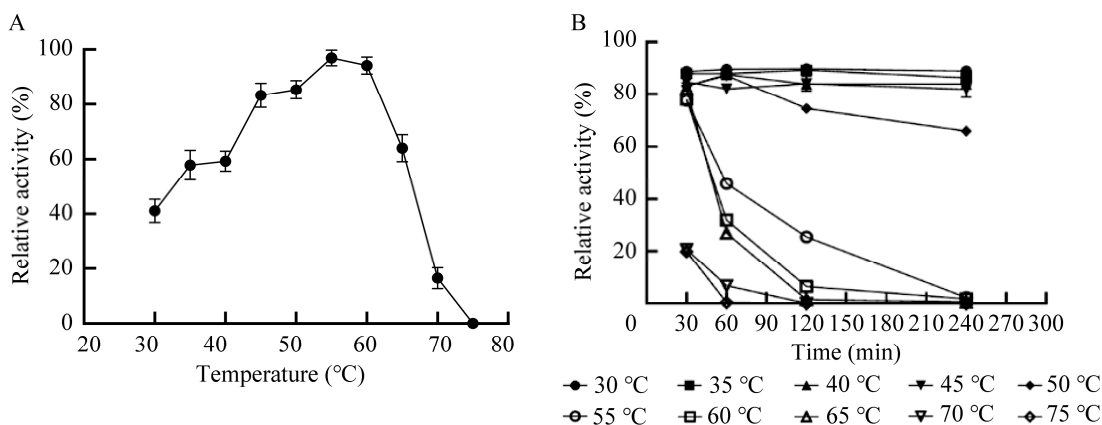 A
100
80
60
40
20
0
Relative activity (%)
20 30 40 50 60 70 80
Temperature (℃)
B
100
80
60
40
20
0
Relative activity (%)
30 60 90 120 150 180 210 240 270 300
Time (min)
30 ℃ 35 ℃ 40 ℃ 45 ℃ 50 ℃
55 ℃ 60 ℃ 65 ℃ 70 ℃ 75 ℃